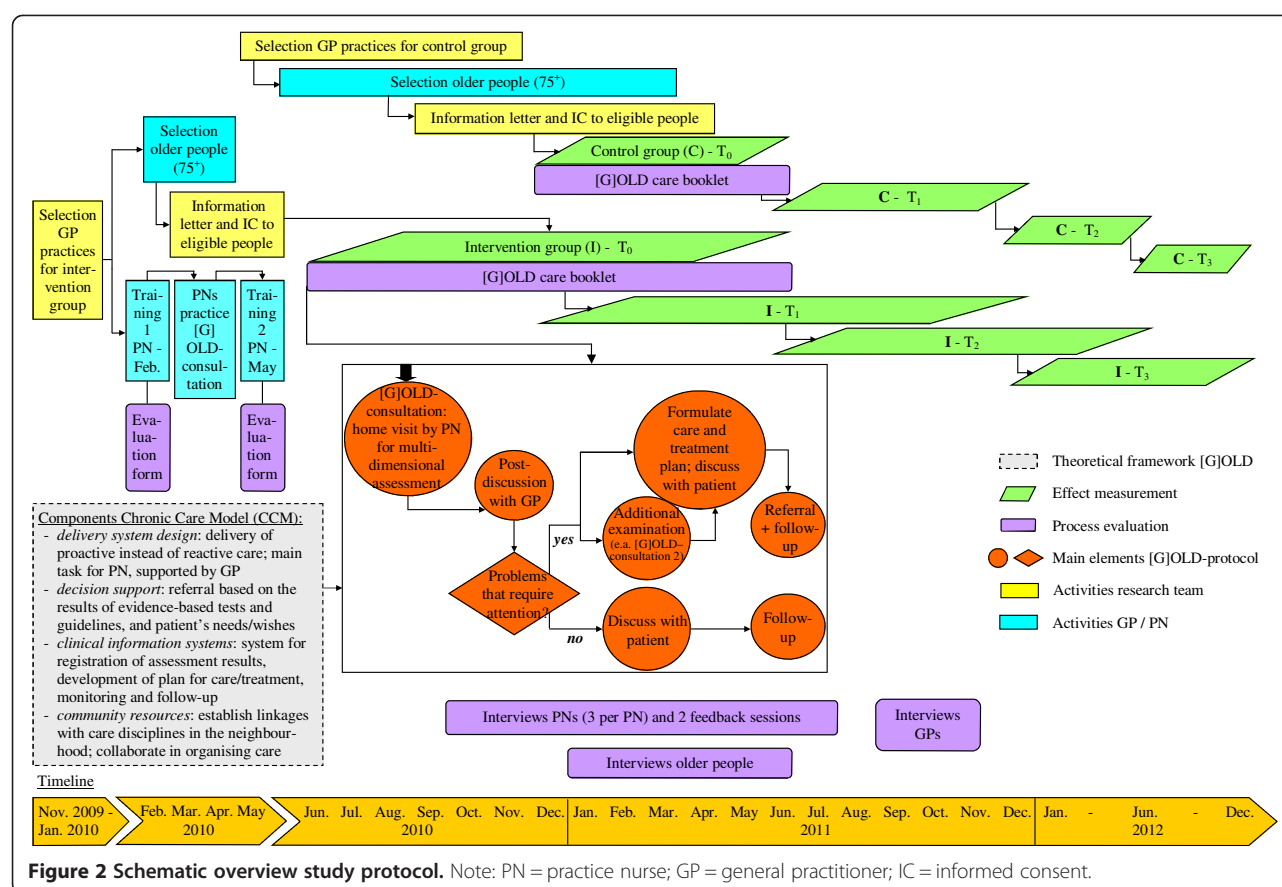 Selection GP practices for control group
Selection older people (75+)
Information letter and IC to eligible people
Control group (C) - T0
[G]OLD care booklet
C - T1
C - T2
C - T3
Selection
GP
practices
for inter-
vention
group
Selection
older people
(75+)
Information
letter and IC to
eligible people
Training
1
PN -
Feb.
PNs
practice
[G]
OLD-
consul-
tation
Trai-
ning
2
PN -
May
Eva-
lua-
tion
form
Eva-
lua-
tion
form
Intervention group (I) - T0
[G]OLD care booklet
I - T1
I - T2
I - T3
[G]OLD-
consultation:
home visit by PN
for multi-
dimensional
assessment
Post-
discussion
with GP
Problems
that require
attention?
yes
no
Formulate
care and
treatment
plan; discuss
with patient
Additional
examination
(e.a. [G]OLD–
consultation 2)
Referral
+ follow-
up
Discuss with
patient
Follow-
up
Theoretical framework [G]OLD
Effect measurement
Process evaluation
Main elements [G]OLD-protocol
Activities research team
Activities GP / PN
Components Chronic Care Model (CCM):
- delivery system design: delivery of
proactive instead of reactive care; main
task for PN, supported by GP
- decision support: referral based on the
results of evidence-based tests and
guidelines, and patient's needs/wishes
- clinical information systems: system for
registration of assessment results,
development of plan for care/treatment,
monitoring and follow-up
- community resources: establish linkages
with care disciplines in the neighbour-
hood; collaborate in organising care
Interviews PNs (3 per PN) and 2 feedback sessions
Interviews
GPs
Interviews older people
Timeline
Nov. 2009 -
Jan. 2010
Feb. Mar. Apr. May
2010
Jun. Jul. Aug. Sep. Oct. Nov. Dec.
2010
Jan. Feb. Mar. Apr. May Jun. Jul. Aug. Sep. Oct. Nov. Dec.
2011
Jan. - Jun. - Dec.
2012
Figure 2 Schematic overview study protocol. Note: PN = practice nurse; GP = general practitioner; IC = informed consent.